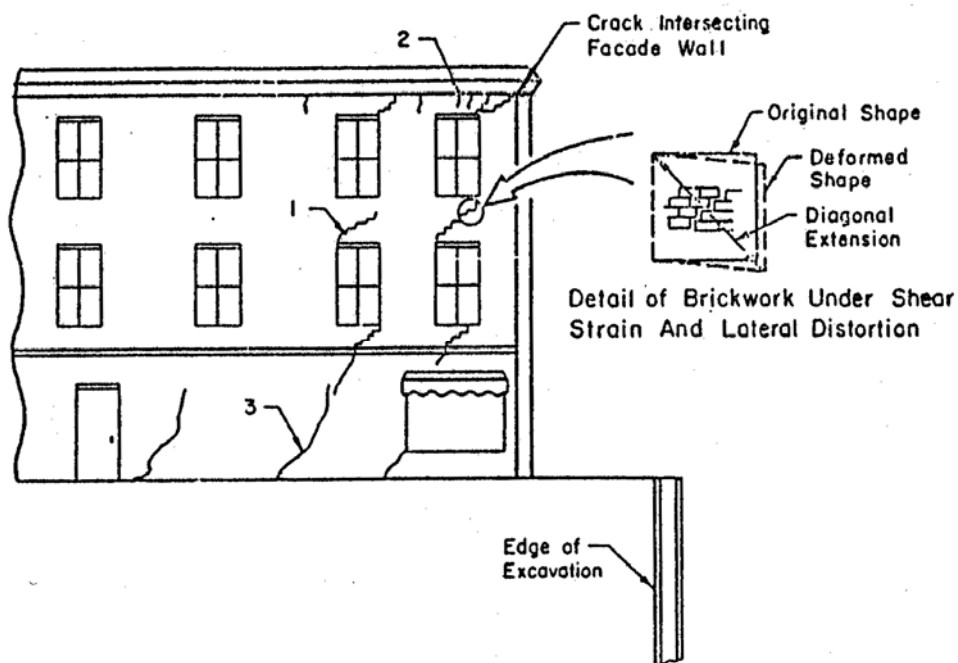 2
Crack Intersecting
Facade Wall
Original Shape
Deformed
Shape
1
Diagonal
Extension
Detail of Brickwork Under Shear
Strain And Lateral Distortion
3
Edge of
Excavation